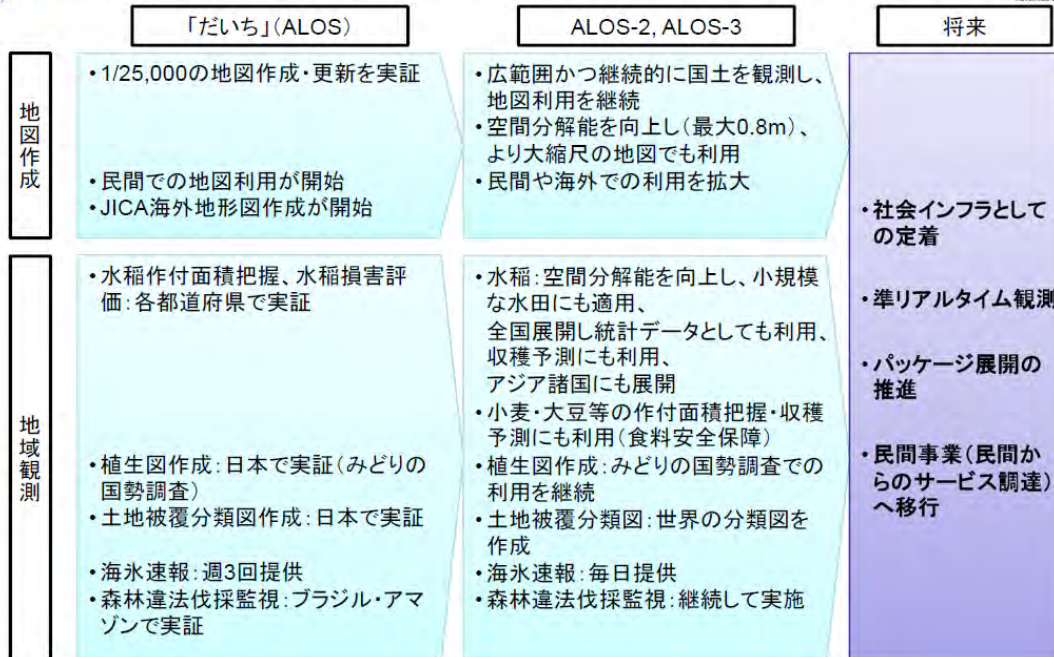 「だいち」(ALOS)
ALOS-2, ALOS-3
将来
地図作成
・1/25,000の地図作成・更新を実証
・民間での地図利用が開始
・JICA海外地形図作成が開始
・広範囲かつ継続的に国土を観測し、
地図利用を継続
・空間分解能を向上し(最大0.8m)、
より大縮尺の地図でも利用
・民間や海外での利用を拡大
地域観測
・水稲作付面積把握、水稲損害評
価:各都道府県で実証
・植生図作成:日本で実証(みどりの
国勢調査)
・土地被覆分類図作成:日本で実証
・海氷速報:週3回提供
・森林違法伐採監視:ブラジル・アマ
ゾンで実証
・水稲:空間分解能を向上し、小規模
な水田にも適用、
全国展開し統計データとしても利用、
収穫予測にも利用、
アジア諸国にも展開
・小麦・大豆等の作付面積把握・収穫
予測にも利用(食料安全保障)
・植生図作成:みどりの国勢調査での
利用を継続
・土地被覆分類図:世界の分類図を
作成
・海氷速報:毎日提供
・森林違法伐採監視:継続して実施
・社会インフラとして
の定着
・準リアルタイム観測
・パッケージ展開の
推進
・民間事業(民間か
らのサービス調達)
へ移行